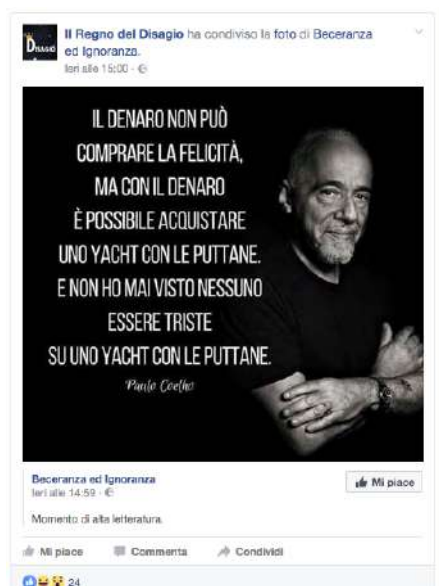 DISAGIO
Il Regno del Disagio ha condiviso la foto di Beceranza
ed Ignoranza.
Ieri alle 15:00 ·
IL DENARO NON PUÒ
COMPRARE LA FELICITÀ,
MA CON IL DENARO
È POSSIBILE ACQUISTARE
UNO YACHT CON LE PUTTANE.
E NON HO MAI VISTO NESSUNO
ESSERE TRISTE
SU UNO YACHT CON LE PUTTANE.
Paulo Coelho
Beceranza ed Ignoranza
Ieri alle 14:59 ·
Mi piace
Momento di alta letteratura.
Mi piace Commenta Condividi
24